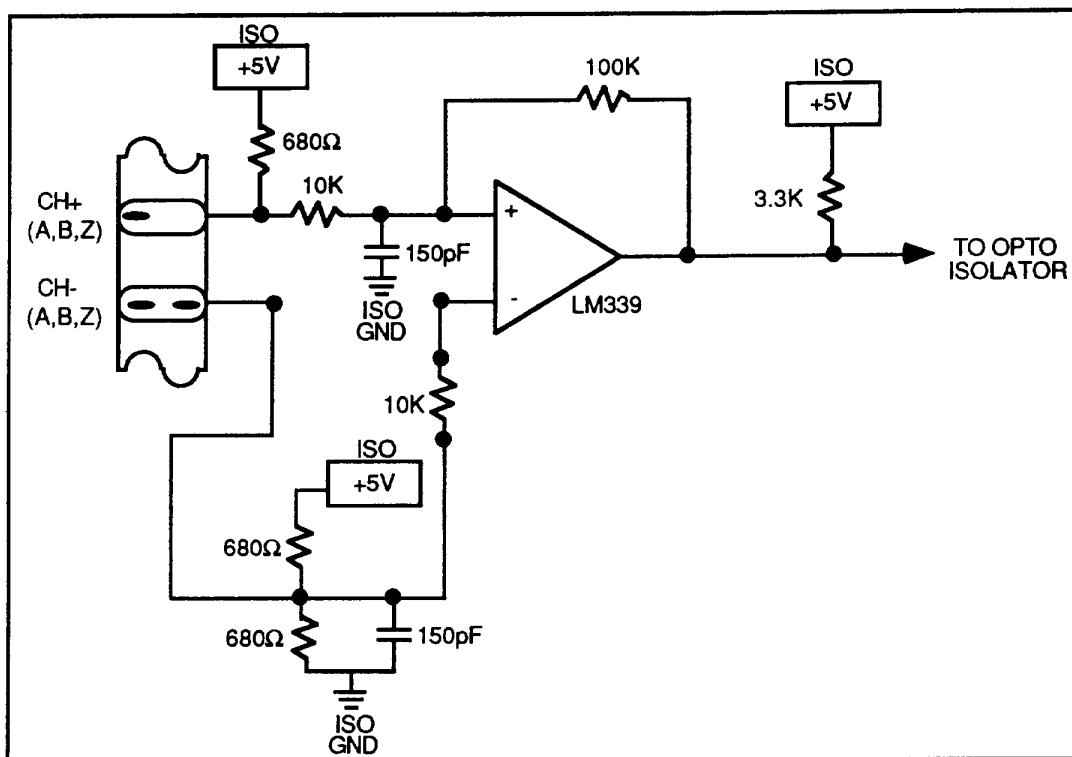 ISO
+5V
680Ω
10K
CH+
(A,B,Z)
CH-
(A,B,Z)
150pF
ISO
GND
100K
+
-
LM339
ISO
+5V
3.3K
TO OPTO
ISOLATOR
10K
ISO
+5V
680Ω
680Ω
150pF
ISO
GND